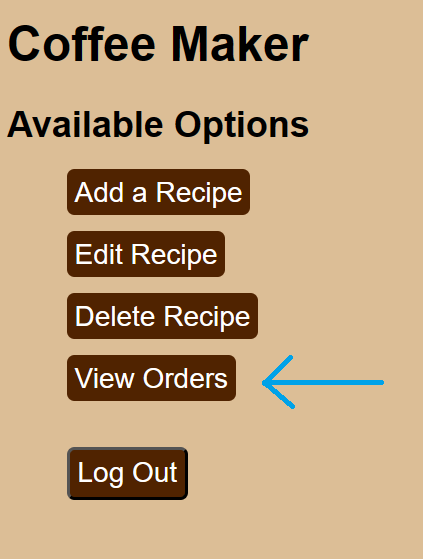 Coffee Maker
Available Options
Add a Recipe
Edit Recipe
Delete Recipe
View Orders
Log Out